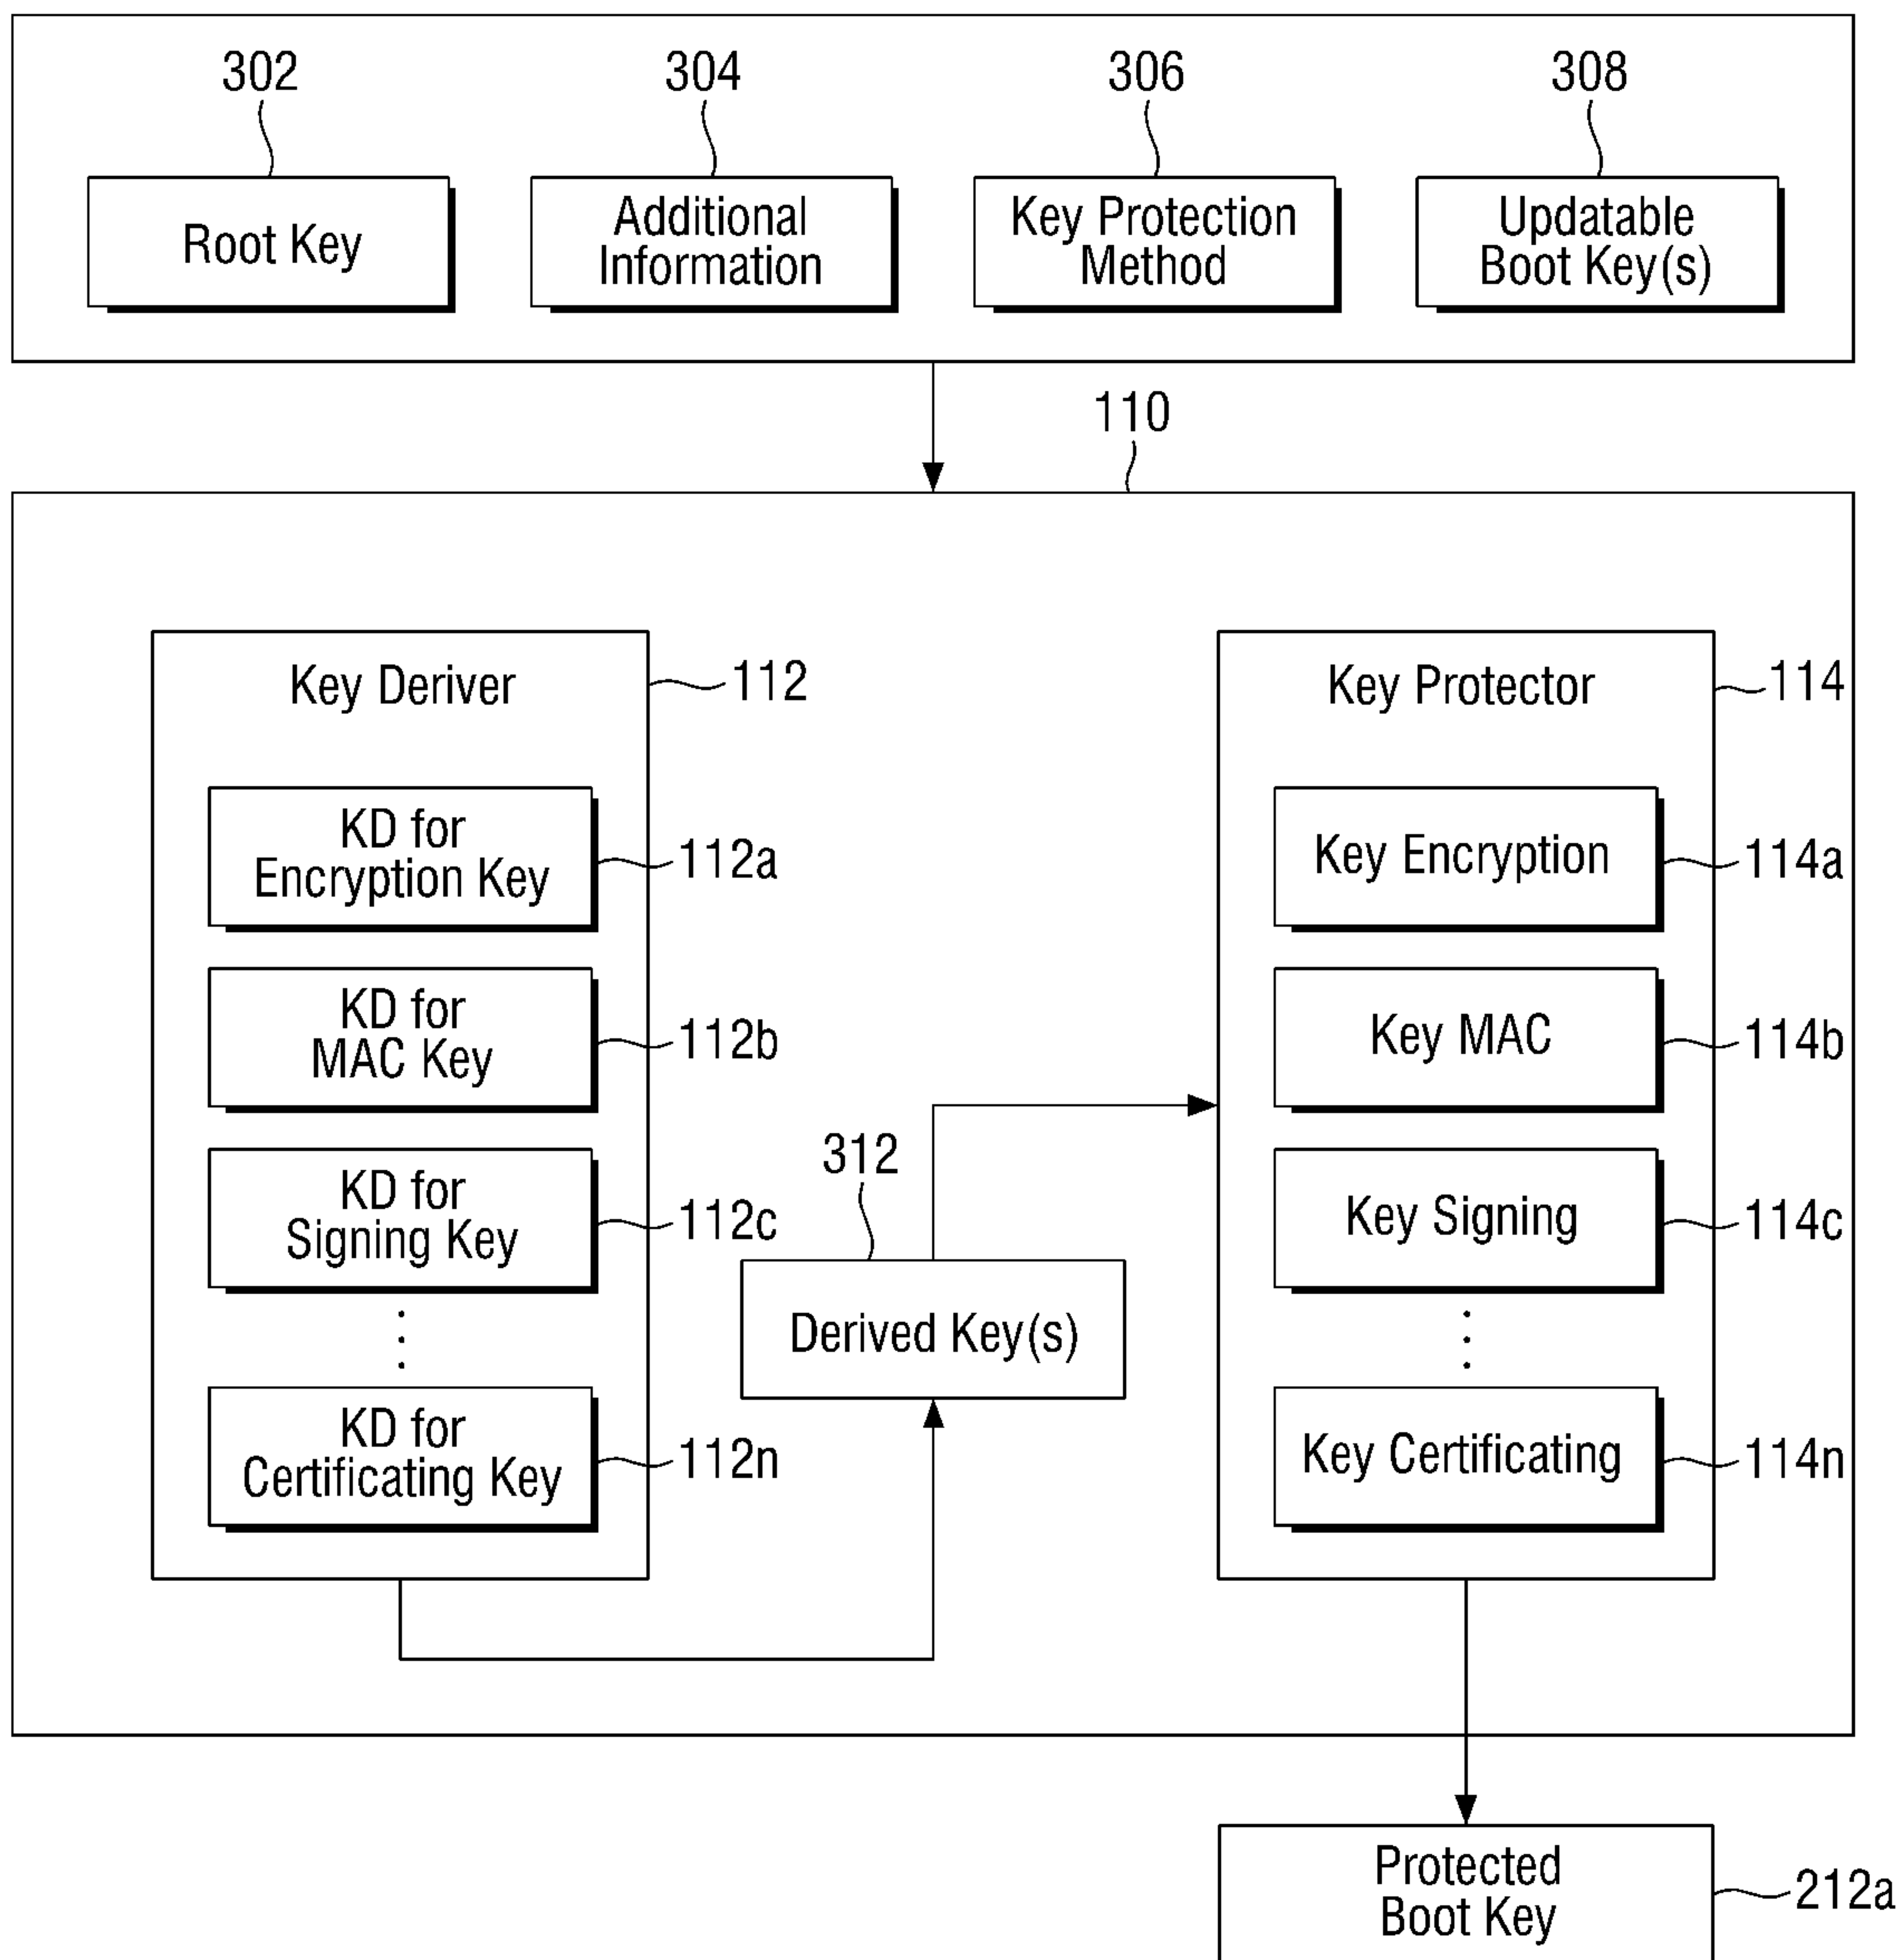 302
304
306
308
Root Key
Additional
Information
Key Protection
Method
Updatable
Boot Key(s)
110
Key Deriver
112
KD for
Encryption Key
112a
KD for
MAC Key
112b
KD for
Signing Key
112c
KD for
Certificating Key
112n
312
Derived Key(s)
Key Protector
114
Key Encryption
114a
Key MAC
114b
Key Signing
114c
Key Certificating
114n
Protected
Boot Key
212a